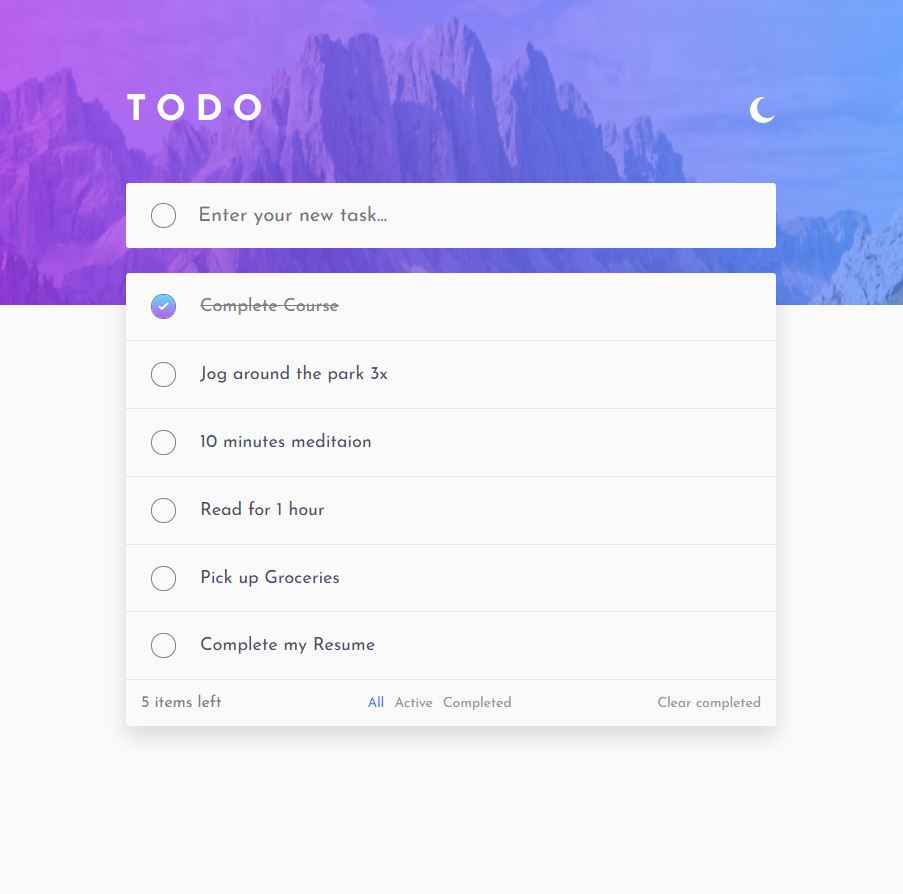 TODO
Enter your new task...
Complete Course
Jog around the park 3x
10 minutes meditaion
Read for 1 hour
Pick up Groceries
Complete my Resume
5 items left All Active Completed Clear completed